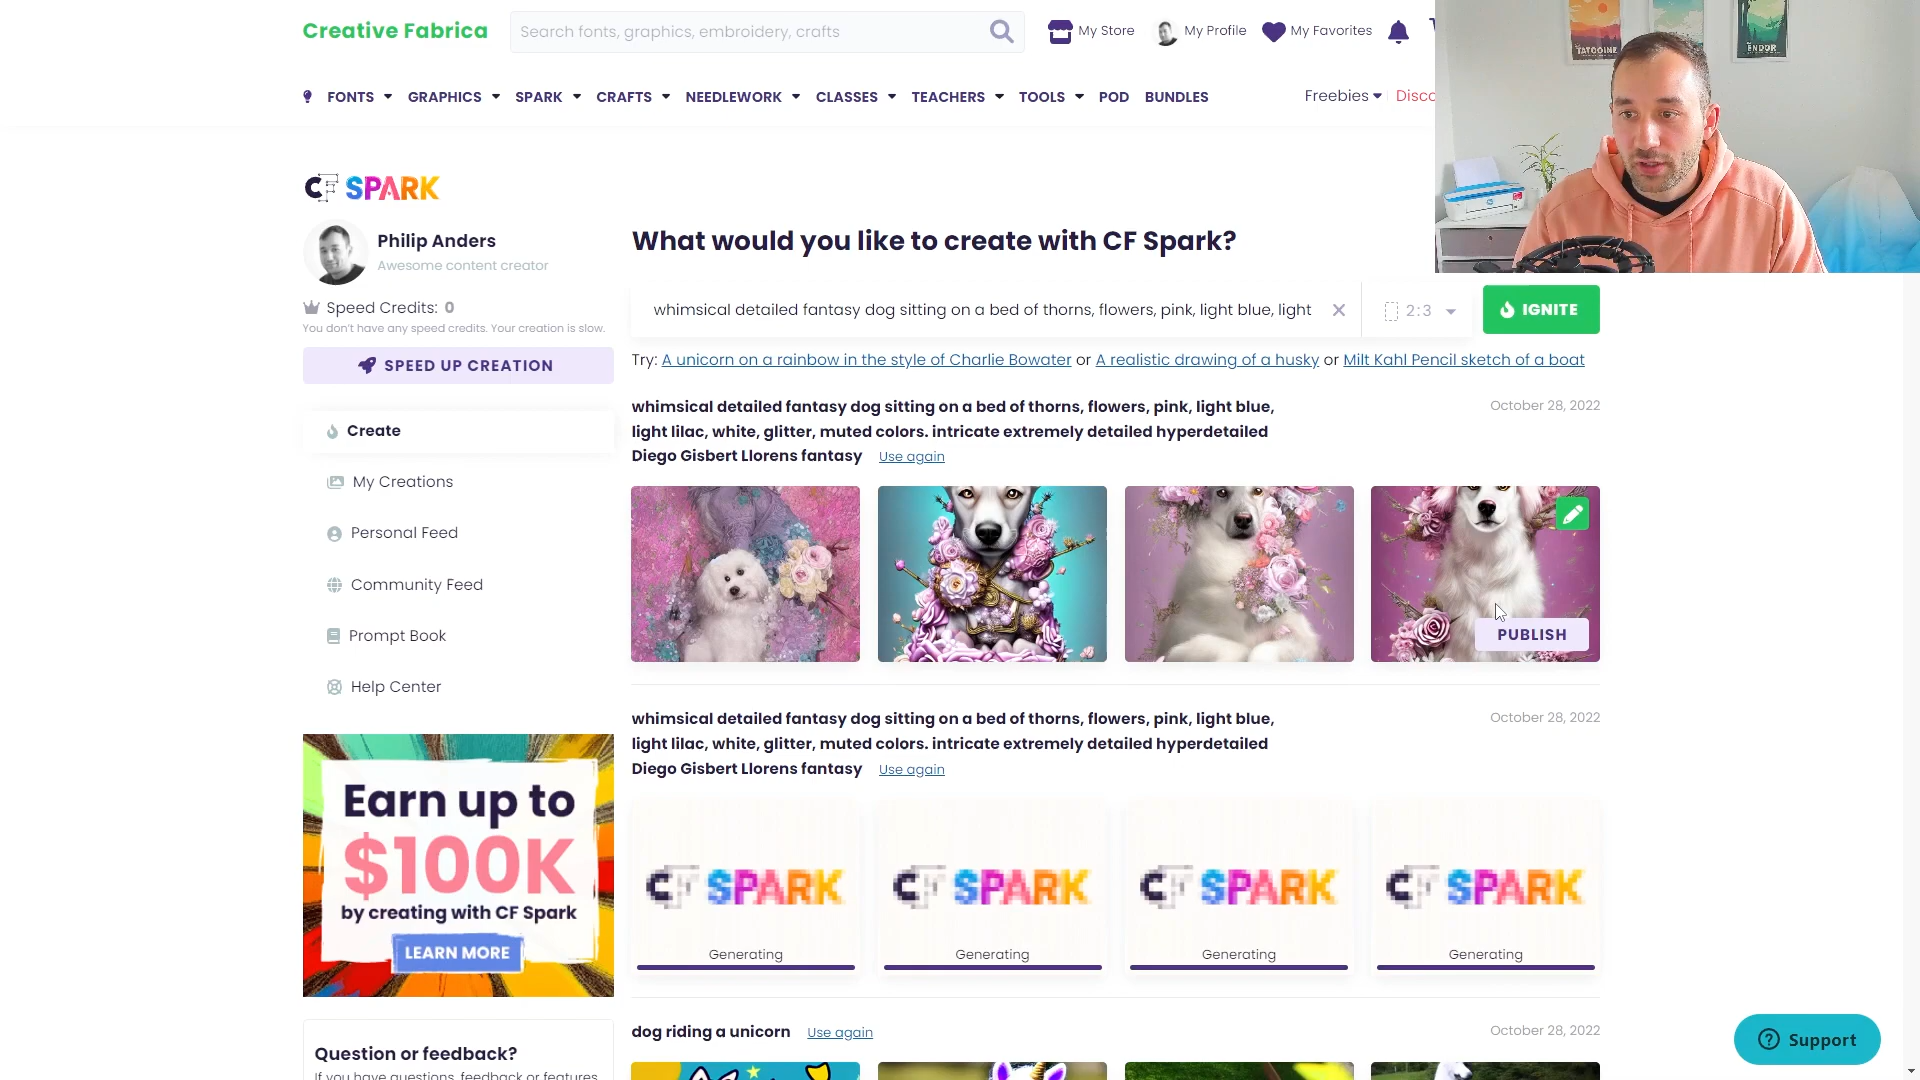 Creative Fabrica
Search fonts, graphics, embroidery, crafts
My Store
My Profile
My Favorites
TATOOINE
ENDOR
FONTS
GRAPHICS
SPARK
CRAFTS
NEEDLEWORK
CLASSES
TEACHERS
TOOLS
POD
BUNDLES
Freebies
Disco
CF SPARK
Philip Anders
Awesome content creator
Speed Credits: 0
You don't have any speed credits. Your creation is slow.
SPEED UP CREATION
Create
My Creations
Personal Feed
Community Feed
Prompt Book
Help Center
Earn up to
$100K
by creating with CF Spark
LEARN MORE
Question or feedback?
If you have questions, feedback or features
What would you like to create with CF Spark?
whimsical detailed fantasy dog sitting on a bed of thorns, flowers, pink, light blue, light
2:3
IGNITE
Try: A unicorn on a rainbow in the style of Charlie Bowater or A realistic drawing of a husky or Milt Kahl Pencil sketch of a boat
whimsical detailed fantasy dog sitting on a bed of thorns, flowers, pink, light blue,
light lilac, white, glitter, muted colors. intricate extremely detailed hyperdetailed
Diego Gisbert Llorens fantasy Use again
October 28, 2022
PUBLISH
whimsical detailed fantasy dog sitting on a bed of thorns, flowers, pink, light blue,
light lilac, white, glitter, muted colors. intricate extremely detailed hyperdetailed
Diego Gisbert Llorens fantasy Use again
October 28, 2022
CF SPARK
Generating
CF SPARK
Generating
CF SPARK
Generating
CF SPARK
Generating
dog riding a unicorn Use again
October 28, 2022
Support